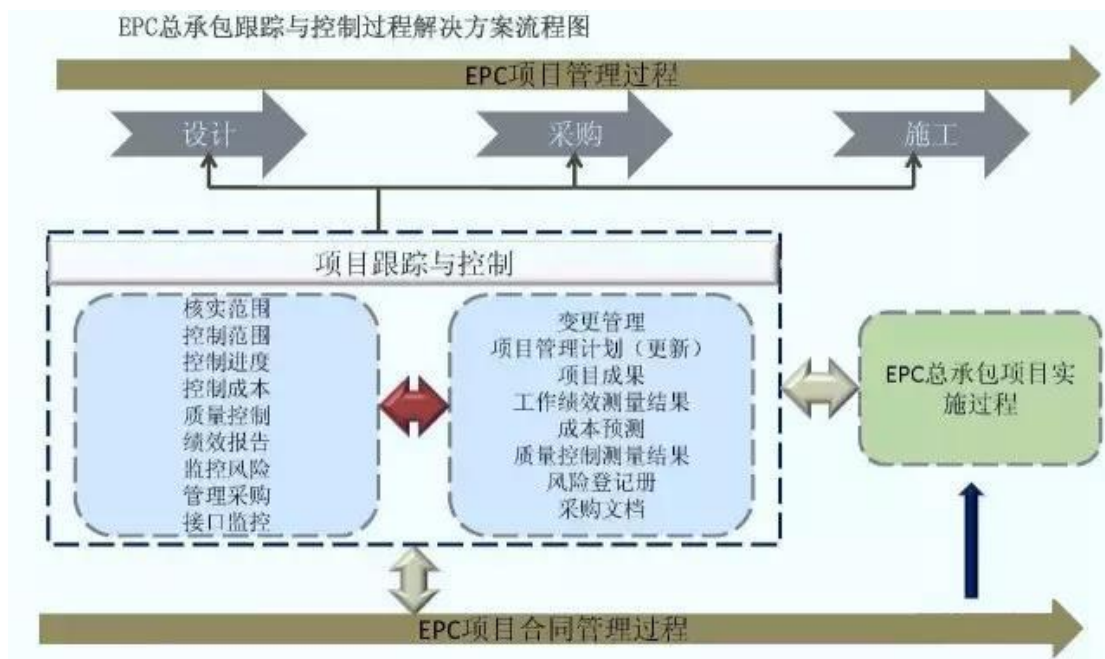 EPC总承包跟踪与控制过程解决方案流程图
EPC项目管理过程
设计
采购
施工
项目跟踪与控制
核实范围
控制范围
控制进度
控制成本
质量控制
绩效报告
监控风险
管理采购
接口监控
变更管理
项目管理计划（更新）
项目成果
工作绩效测量结果
成本预测
质量控制测量结果
风险登记册
采购文档
EPC总承包项目实
施过程
EPC项目合同管理过程